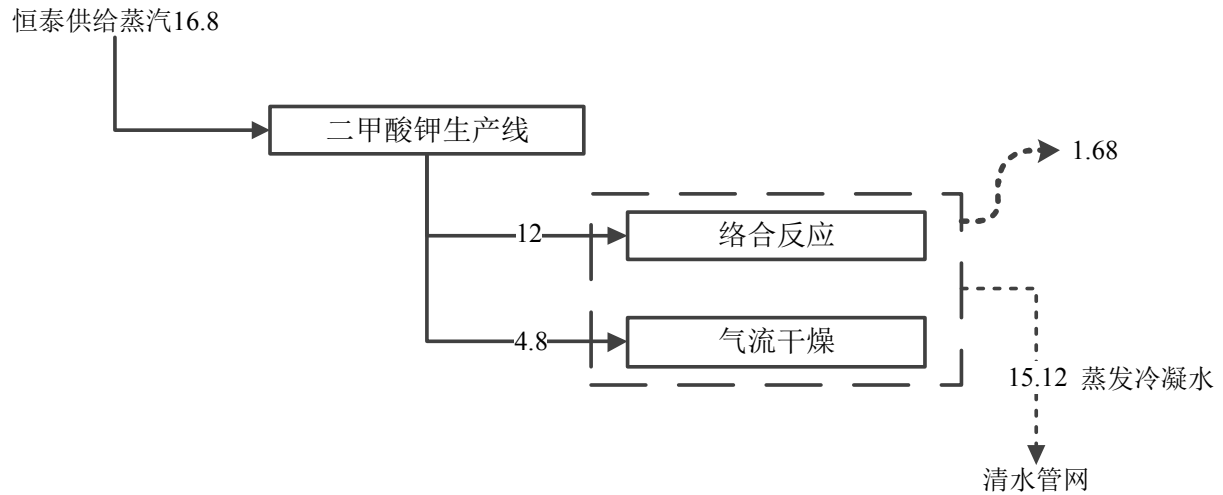 恒泰供给蒸汽16.8
二甲酸钾生产线
1.68
12
络合反应
4.8
气流干燥
15.12 蒸发冷凝水
清水管网